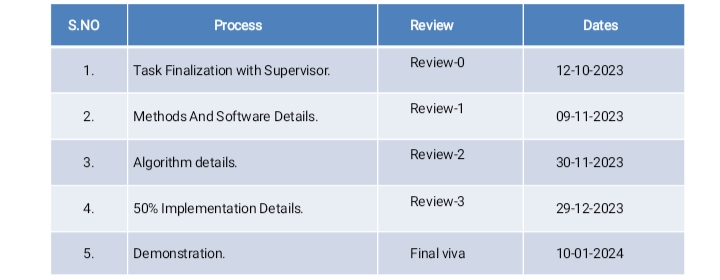 S.NO Process Review Dates
1. Task Finalization with Supervisor. Review-0 12-10-2023
2. Methods And Software Details. Review-1 09-11-2023
3. Algorithm details. Review-2 30-11-2023
4. 50% Implementation Details. Review-3 29-12-2023
5. Demonstration. Final viva 10-01-2024